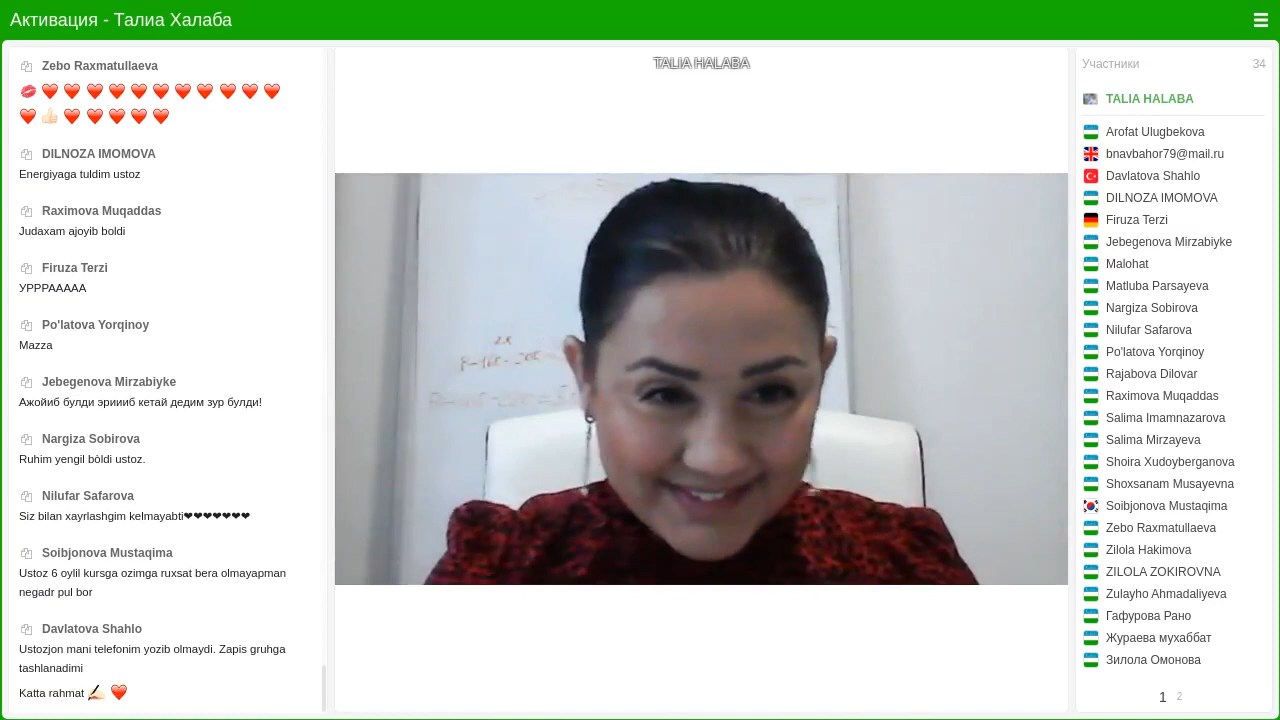 Активация - Талиа Халаба
Zebo Raxmatullaeva
DILNOZA IMOMOVA
Energiyaga tuldim ustoz
Raximova Muqaddas
Judaxam ajoyib boldi
Firuza Terzi
УРРРААААА
Po'latova Yorqinoy
Mazza
Jebegenova Mirzabiyke
Ажойиб булди эриииб кетай дедим зур булди!
Nargiza Sobirova
Ruhim yengil bòldi ustoz.
Nilufar Safarova
Siz bilan xayrlashgim kelmayabti❤❤❤❤❤❤❤
Soibjonova Mustaqima
Ustoz 6 oylil kursga ozimga ruxsat bera olmayapman
negadr pul bor
Davlatova Shahlo
Ustozjon mani telefonim yozib olmaydi. Zapis gruhga
tashlanadimi
Katta rahmat
TALIA HALABA
Участники 34
TALIA HALABA
Arofat Ulugbekova
bnavbahor79@mail.ru
Davlatova Shahlo
DILNOZA IMOMOVA
Firuza Terzi
Jebegenova Mirzabiyke
Malohat
Matluba Parsayeva
Nargiza Sobirova
Nilufar Safarova
Po'latova Yorqinoy
Rajabova Dilovar
Raximova Muqaddas
Salima Imamnazarova
Salima Mirzayeva
Shoira Xudoyberganova
Shoxsanam Musayevna
Soibjonova Mustaqima
Zebo Raxmatullaeva
Zilola Hakimova
ZILOLA ZOKIROVNA
Zulayho Ahmadaliyeva
Гафурова Рано
Жураева мухаббат
Зилола Омонова
1 2